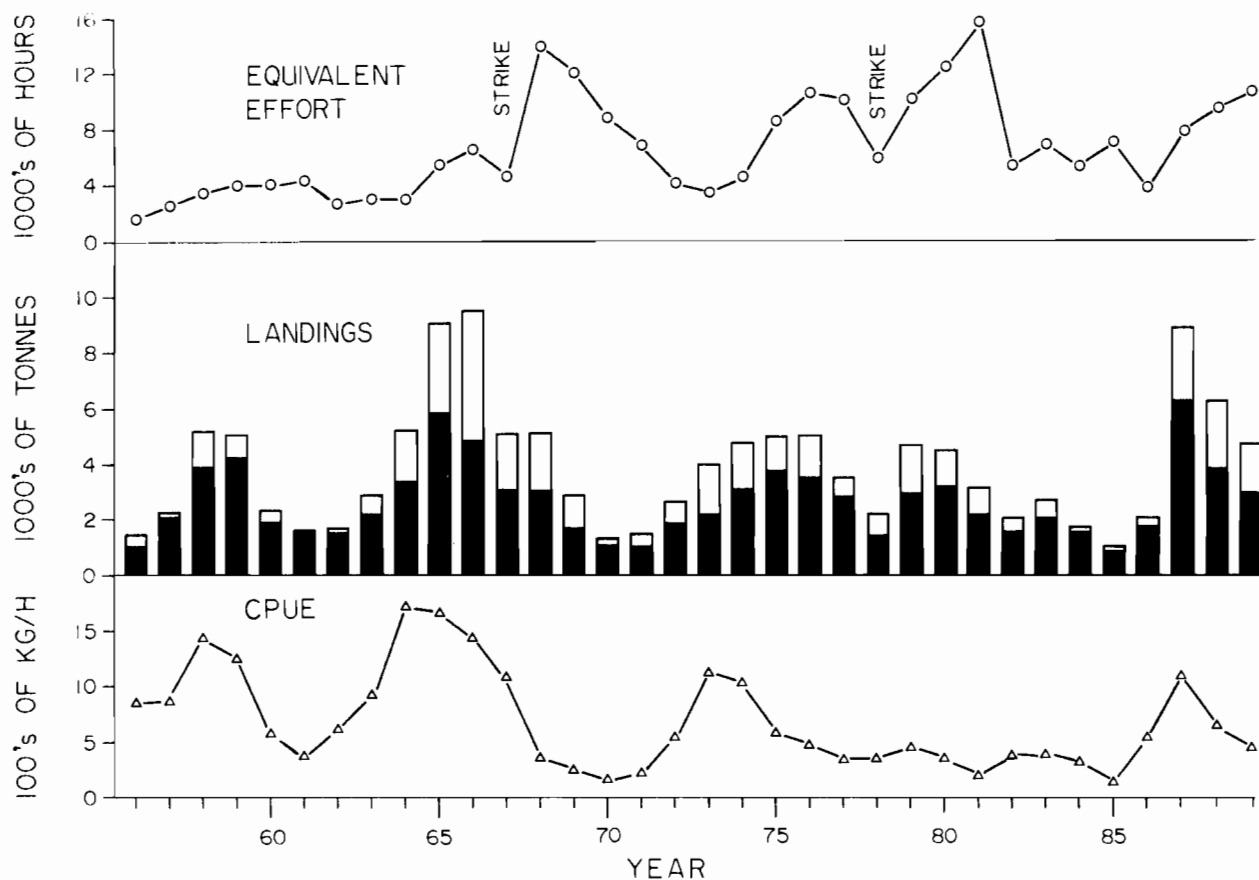 1000's OF HOURS
16
12
8
4
0
EQUIVALENT
EFFORT
STRIKE
STRIKE
1000's OF TONNES
10
8
6
4
2
0
LANDINGS
100's OF KG/H
15
10
5
0
CPUE
60 65 70 75 80 85
YEAR